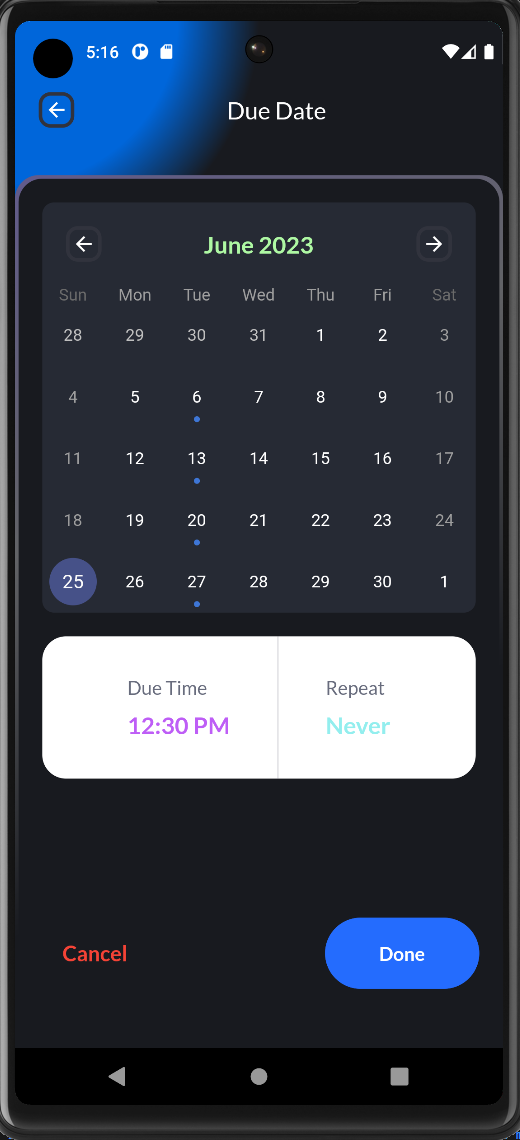 5:16
Due Date
June 2023
Sun Mon Tue Wed Thu Fri Sat
28 29 30 31 1 2 3
4 5 6 7 8 9 10
11 12 13 14 15 16 17
18 19 20 21 22 23 24
25 26 27 28 29 30 1
Due Time Repeat
12:30 PM Never
Cancel Done